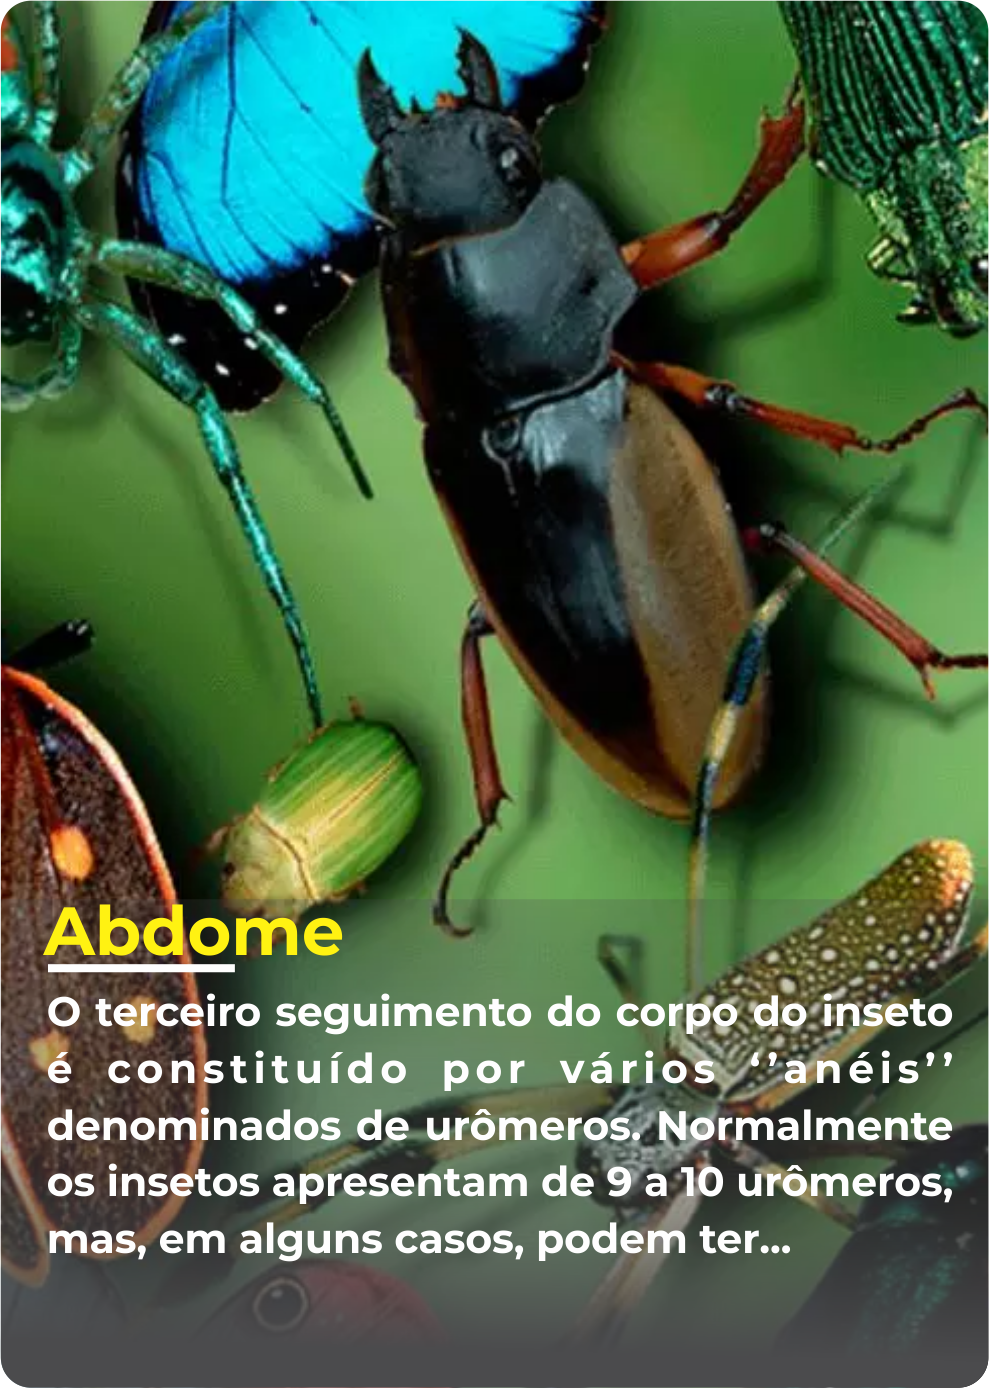 Abdome
O terceiro seguimento do corpo do inseto
é constituído por vários ‘’anéis’’
denominados de urômeros. Normalmente
os insetos apresentam de 9 a 10 urômeros,
mas, em alguns casos, podem ter...